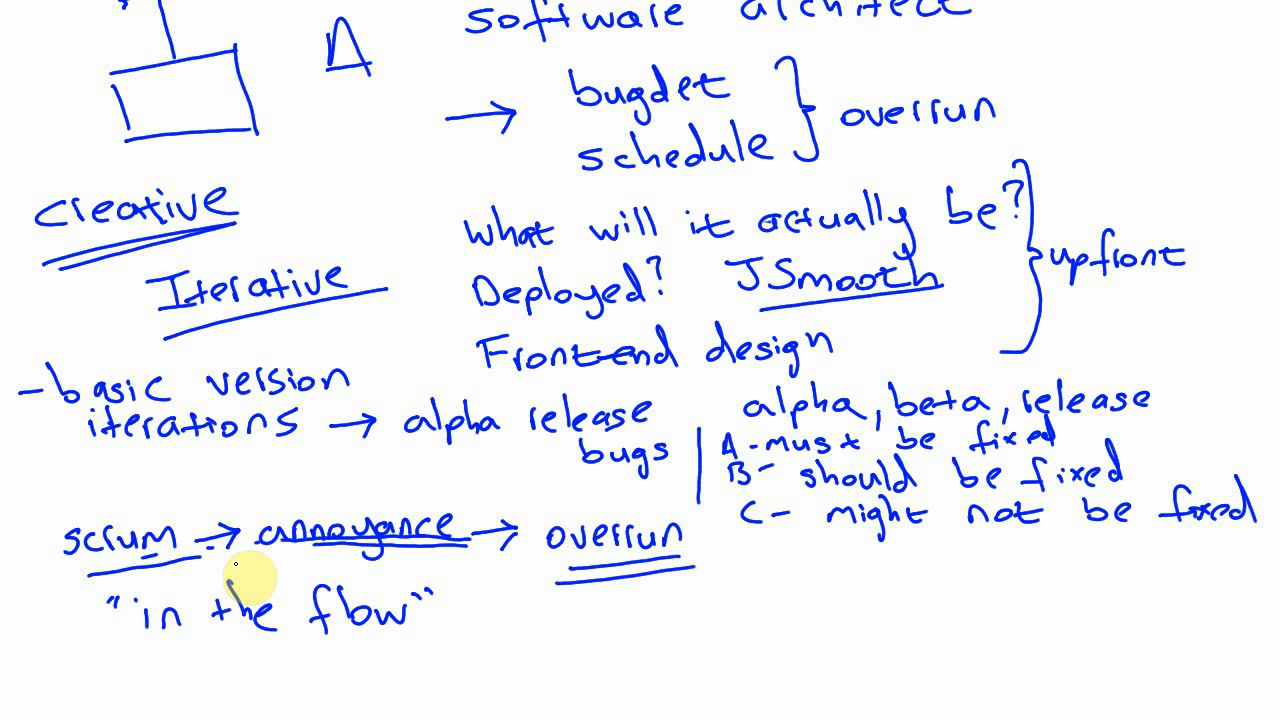 software architect
A
bugdet
→ } overrun
schedule
creative
what will it actually be?
Iterative
Deployed? JSmooth } upfront
Front-end design
- basic version
iterations → alpha release
alpha, beta, release
bugs
A - must be fixed
B - should be fixed
C - might not be fixed
scrum → annoyance → overrun
"in the flow"